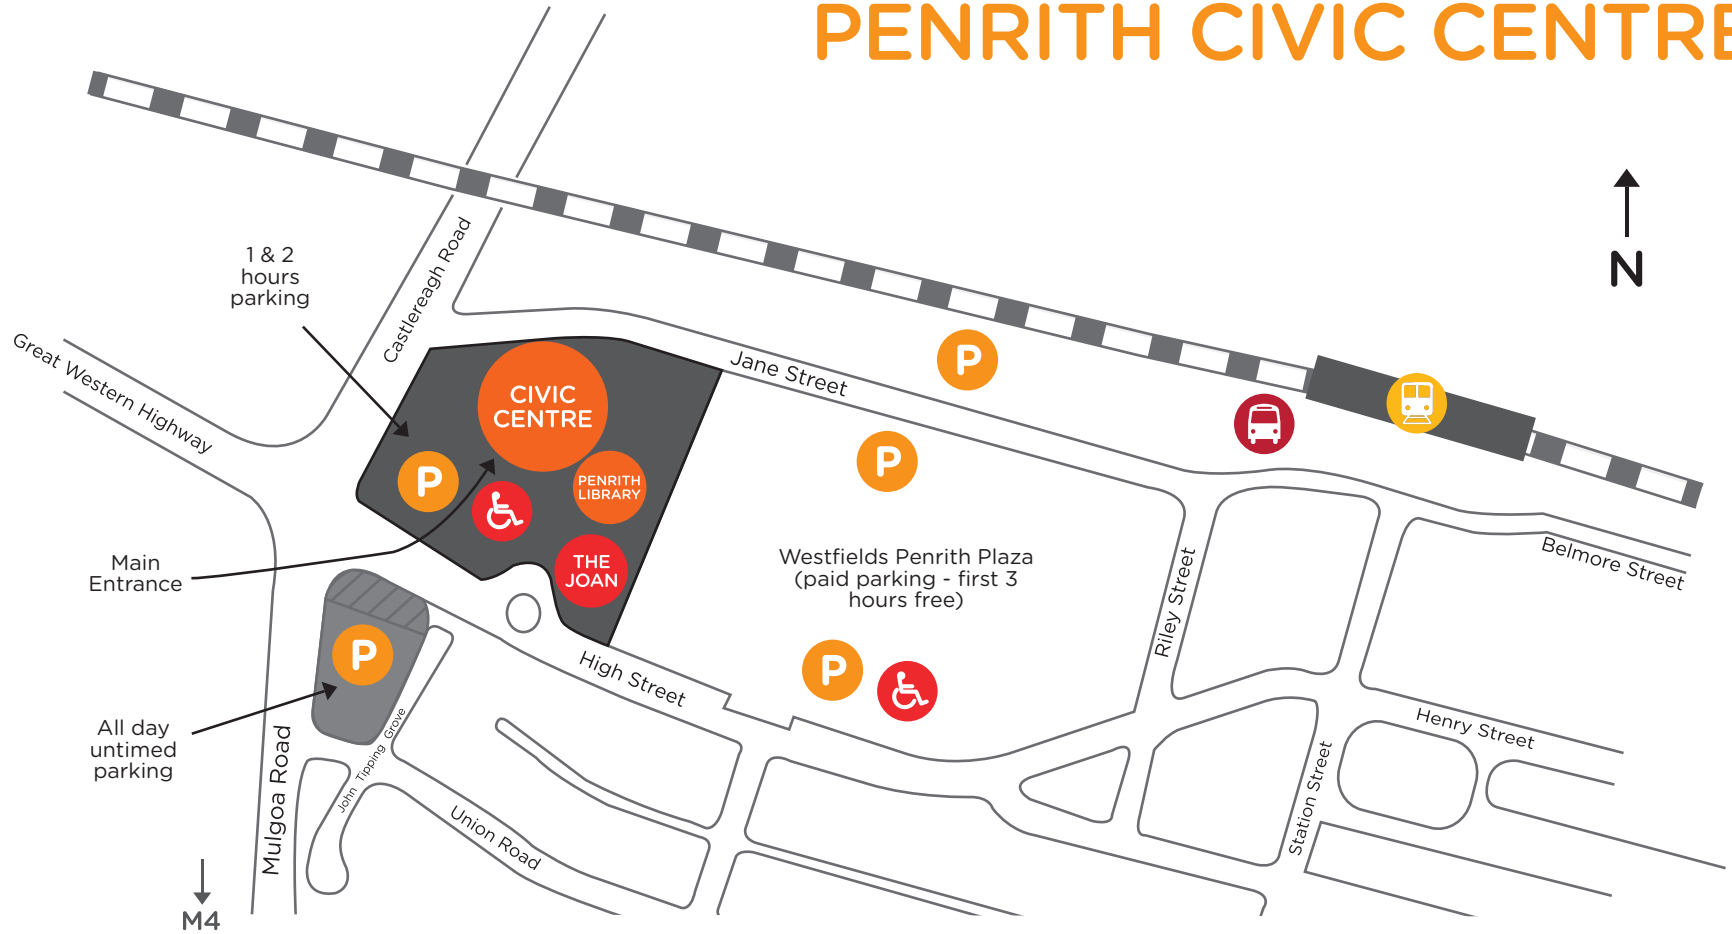 PENRITH CIVIC CENTRE
N
1 & 2
hours
parking
Castlereagh Road
Great Western Highway
CIVIC
CENTRE
Jane Street
P
P
P
PENRITH
LIBRARY
THE
JOAN
Main
Entrance
Westfields Penrith Plaza
(paid parking - first 3
hours free)
Riley Street
Belmore Street
P
P
High Street
All day
untimed
parking
John Tipping Grove
Mulgoa Road
Union Road
Henry Street
Station Street
M4